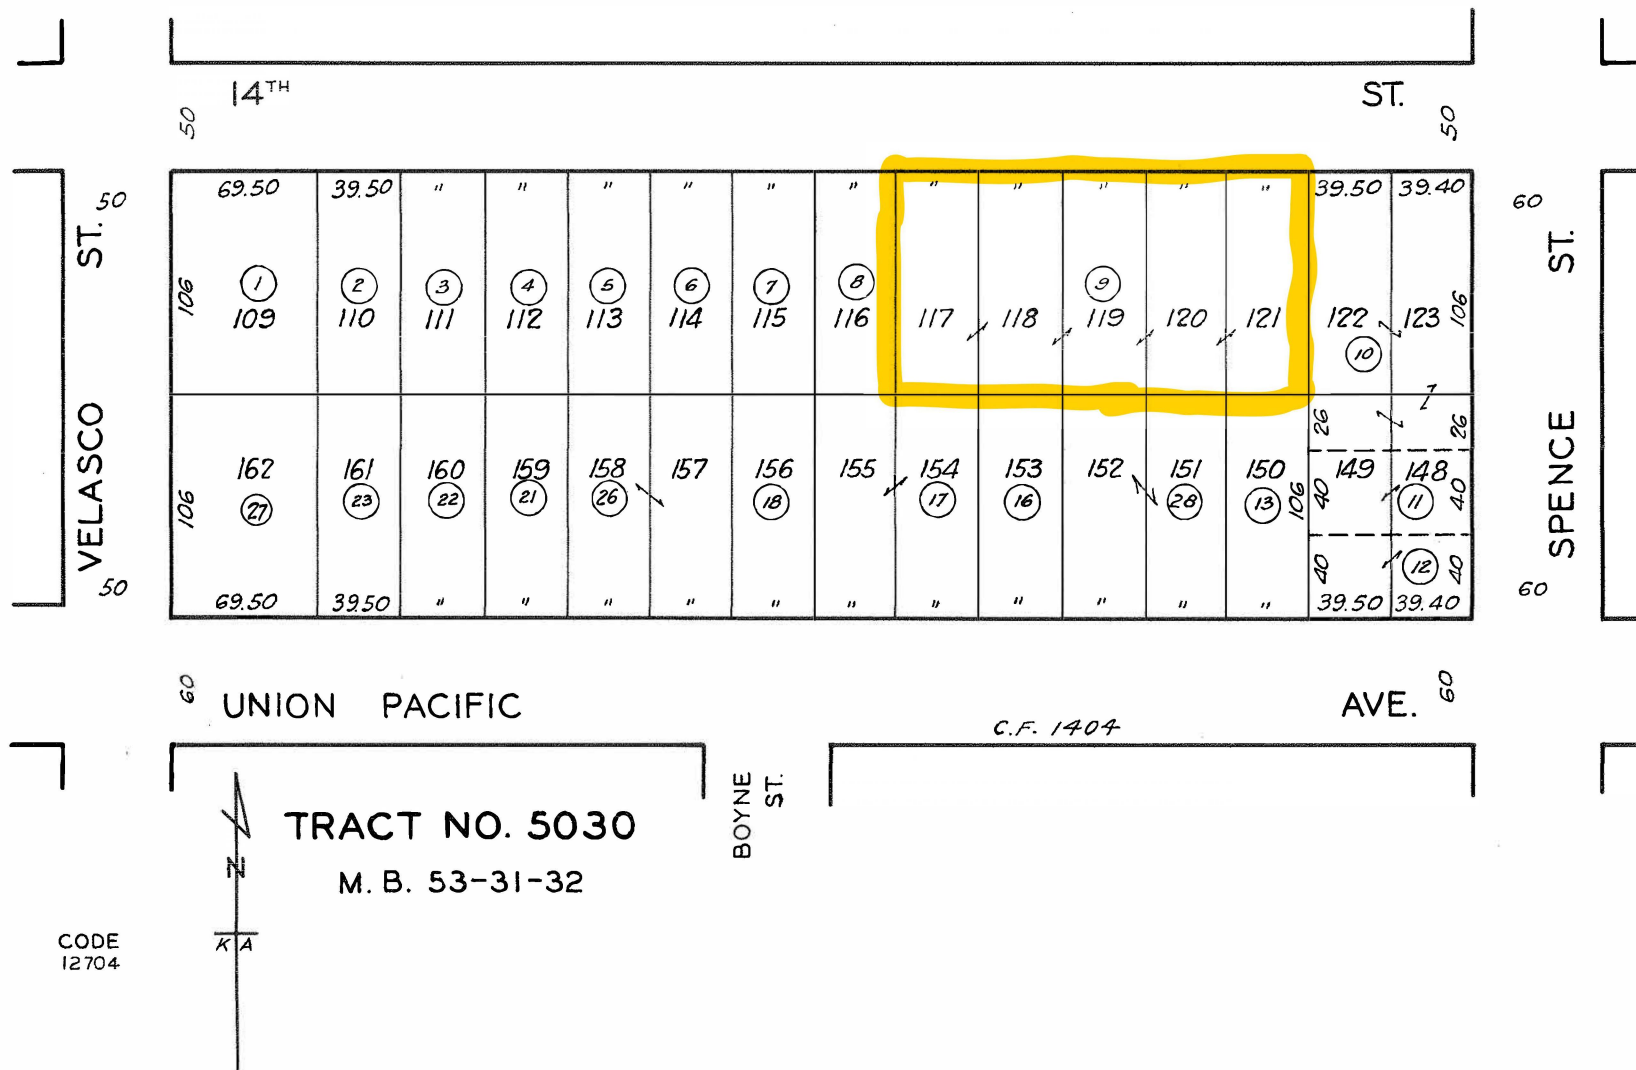 14TH ST.
50 50
50 69.50 39.50 " " " " " " " " " " " 39.50 39.40 60
VELASCO ST.
SPENCE ST.
106 1 2 3 4 5 6 7 8 9 106
109 110 111 112 113 114 115 116 117 118 119 120 121 122 123
10
26 26
162 161 160 159 158 157 156 155 154 153 152 151 150 149 148
106 27 23 22 21 26 18 17 16 28 13 106 40 11 40
40 12 40
50 69.50 39.50 " " " " " " " " " " " 39.50 39.40 60
60 60
UNION PACIFIC AVE.
C.F. 1404
BOYNE ST.
TRACT NO. 5030
N
M. B. 53-31-32
K A
CODE
12704